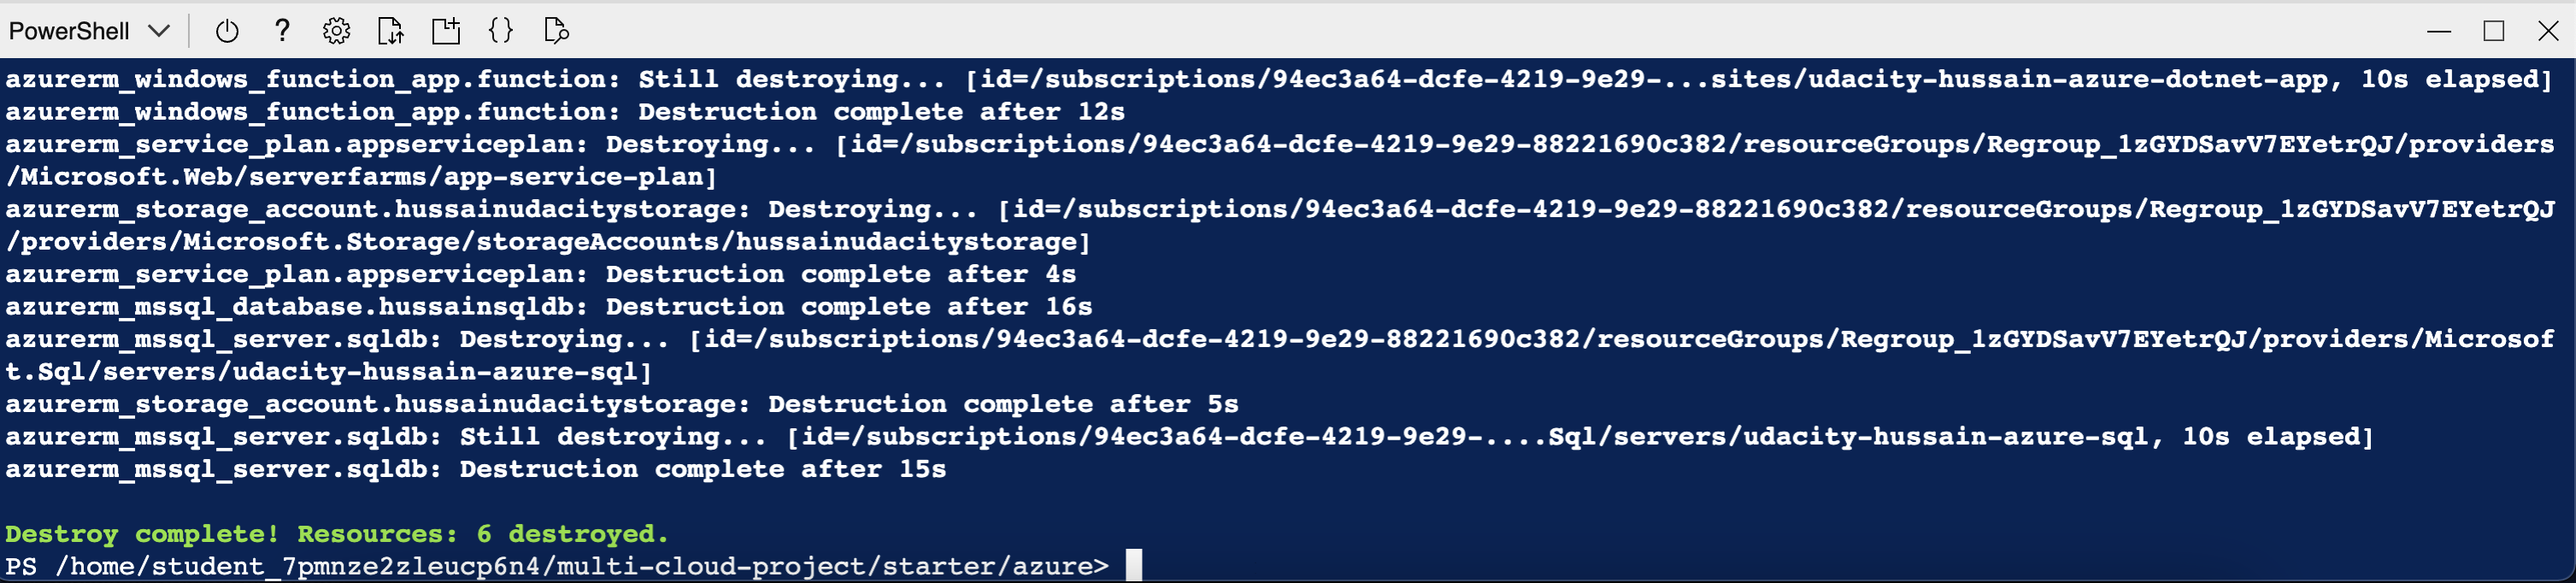 PowerShell
azurerm_windows_function_app.function: Still destroying... [id=/subscriptions/94ec3a64-dcfe-4219-9e29-...sites/udacity-hussain-azure-dotnet-app, 10s elapsed]
azurerm_windows_function_app.function: Destruction complete after 12s
azurerm_service_plan.appserviceplan: Destroying... [id=/subscriptions/94ec3a64-dcfe-4219-9e29-88221690c382/resourceGroups/Regroup_1zGYDSavV7EYetrQJ/providers
/Microsoft.Web/serverfarms/app-service-plan]
azurerm_storage_account.hussainudacitystorage: Destroying... [id=/subscriptions/94ec3a64-dcfe-4219-9e29-88221690c382/resourceGroups/Regroup_1zGYDSavV7EYetrQJ
/providers/Microsoft.Storage/storageAccounts/hussainudacitystorage]
azurerm_service_plan.appserviceplan: Destruction complete after 4s
azurerm_mssql_database.hussainsqldb: Destruction complete after 16s
azurerm_mssql_server.sqldb: Destroying... [id=/subscriptions/94ec3a64-dcfe-4219-9e29-88221690c382/resourceGroups/Regroup_1zGYDSavV7EYetrQJ/providers/Microsof
t.Sql/servers/udacity-hussain-azure-sql]
azurerm_storage_account.hussainudacitystorage: Destruction complete after 5s
azurerm_mssql_server.sqldb: Still destroying... [id=/subscriptions/94ec3a64-dcfe-4219-9e29-....Sql/servers/udacity-hussain-azure-sql, 10s elapsed]
azurerm_mssql_server.sqldb: Destruction complete after 15s
Destroy complete! Resources: 6 destroyed.
PS /home/student_7pmnze2zleucp6n4/multi-cloud-project/starter/azure>